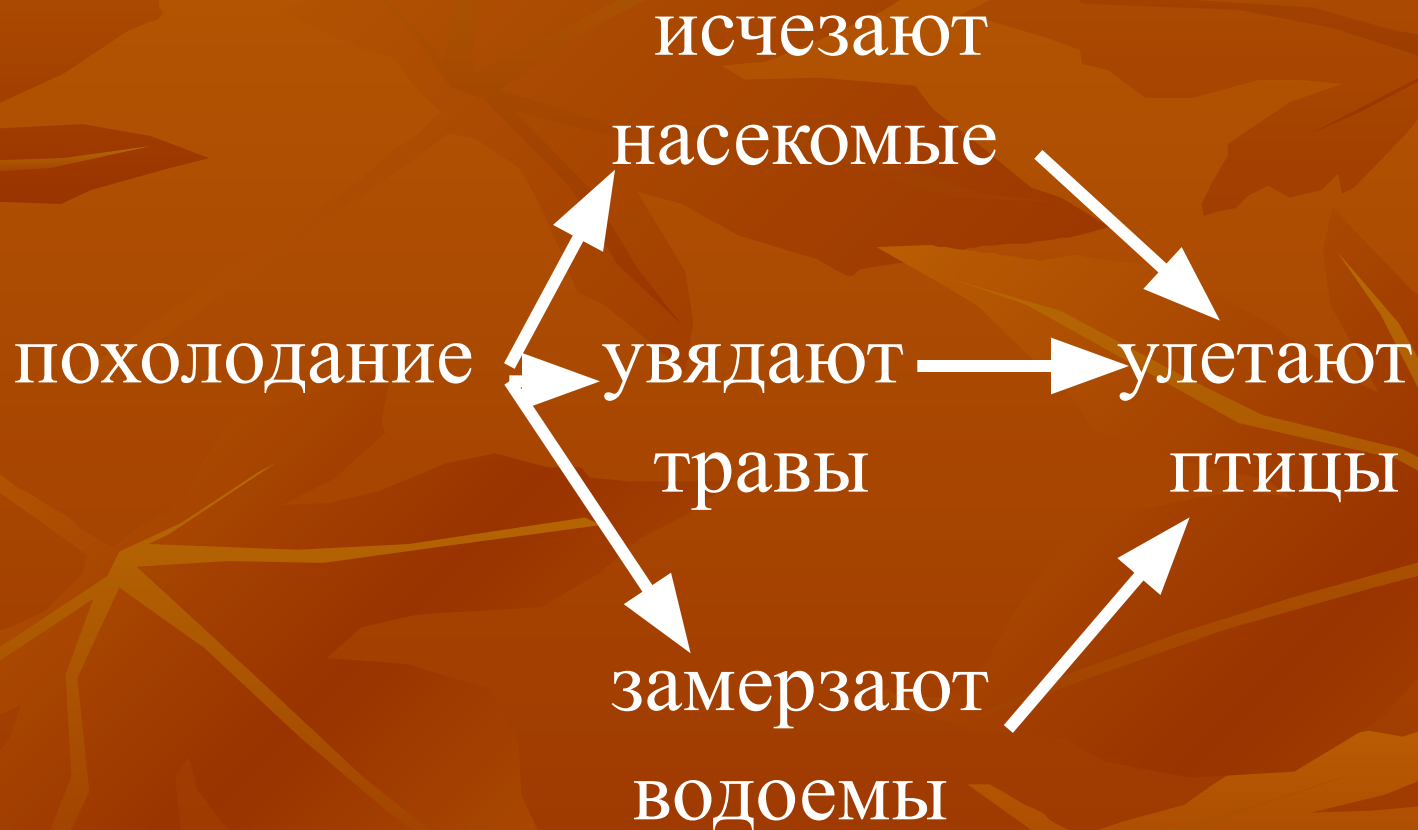 исчезают
насекомые
похолодание
увядают
травы
улетают
птицы
замерзают
водоемы